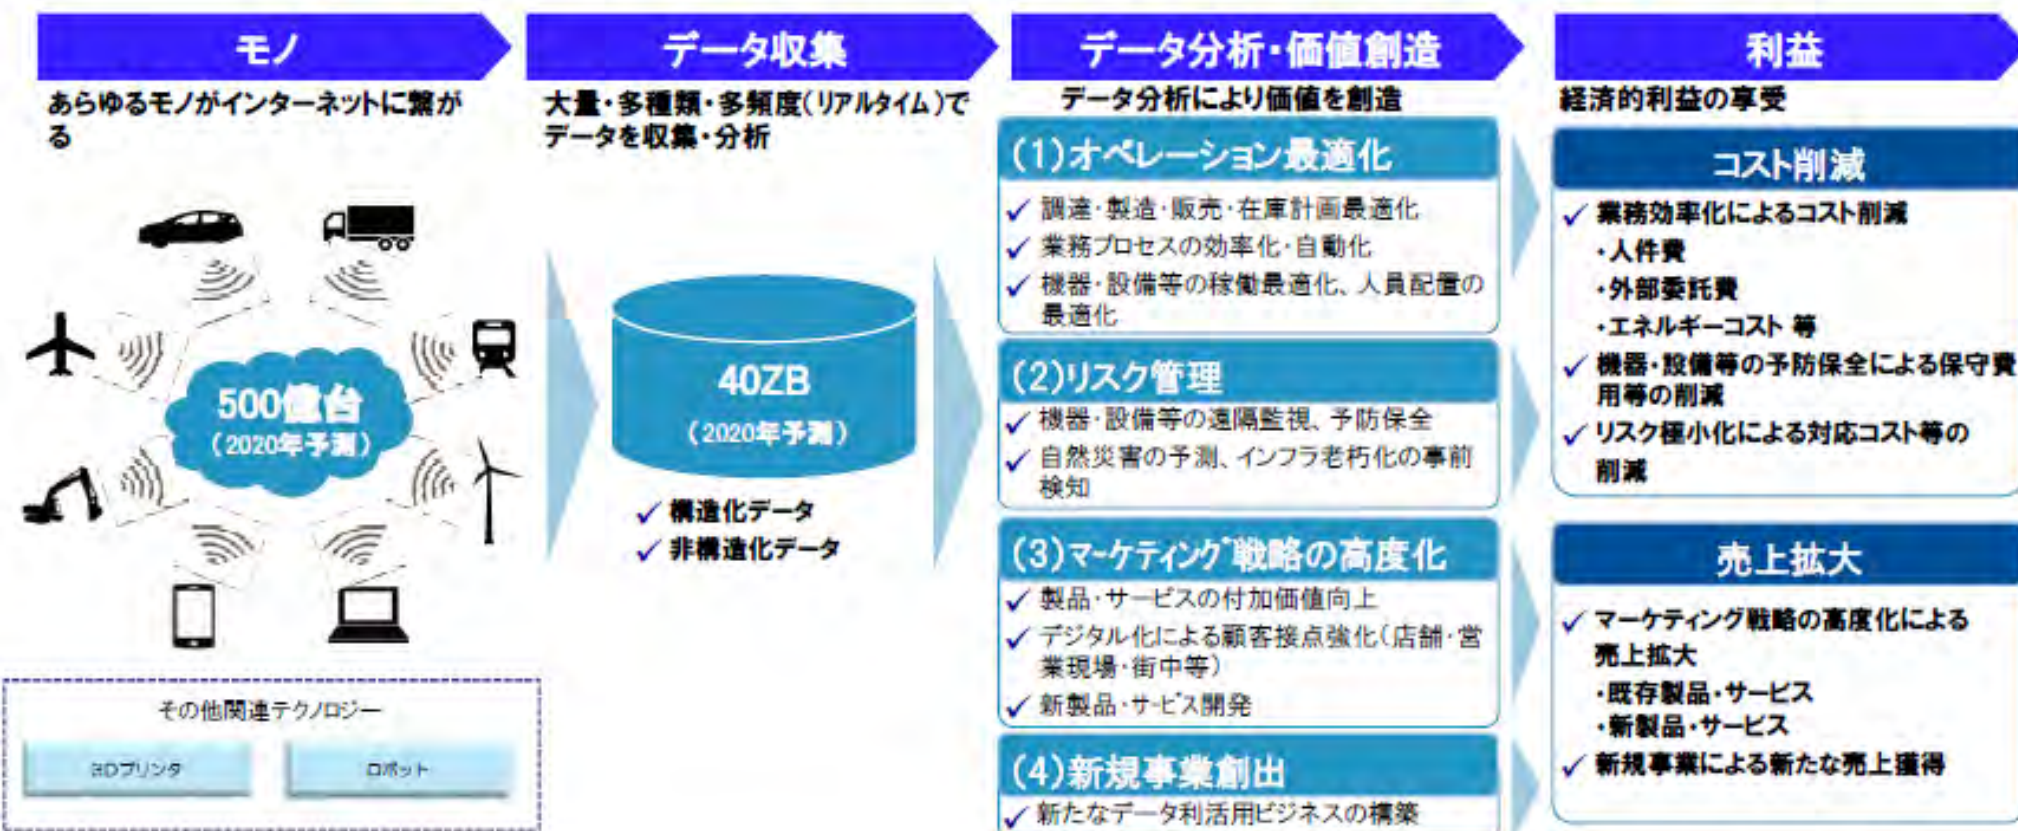 モノ
あらゆるモノがインターネットに繋が
る
500億台
(2020年予測)
その他関連テクノロジー
3Dプリンタ
ロボット
データ収集
大量・多種類・多頻度(リアルタイム)で
データを収集・分析
40ZB
(2020年予測)
✓ 構造化データ
✓ 非構造化データ
データ分析・価値創造
データ分析により価値を創造
(1)オペレーション最適化
✓ 調達・製造・販売・在庫計画最適化
✓ 業務プロセスの効率化・自動化
✓ 機器・設備等の稼働最適化、人員配置の
最適化
(2)リスク管理
✓ 機器・設備等の遠隔監視、予防保全
✓ 自然災害の予測、インフラ老朽化の事前
検知
(3)マーケティング戦略の高度化
✓ 製品・サービスの付加価値向上
✓ デジタル化による顧客接点強化(店舗・営
業現場・街中等)
✓ 新製品・サービス開発
(4)新規事業創出
✓ 新たなデータ利活用ビジネスの構築
利益
経済的利益の享受
コスト削減
✓ 業務効率化によるコスト削減
・人件費
・外部委託費
・エネルギーコスト 等
✓ 機器・設備等の予防保全による保守費
用等の削減
✓ リスク極小化による対応コスト等の
削減
売上拡大
✓ マーケティング戦略の高度化による
売上拡大
・既存製品・サービス
・新製品・サービス
✓ 新規事業による新たな売上獲得